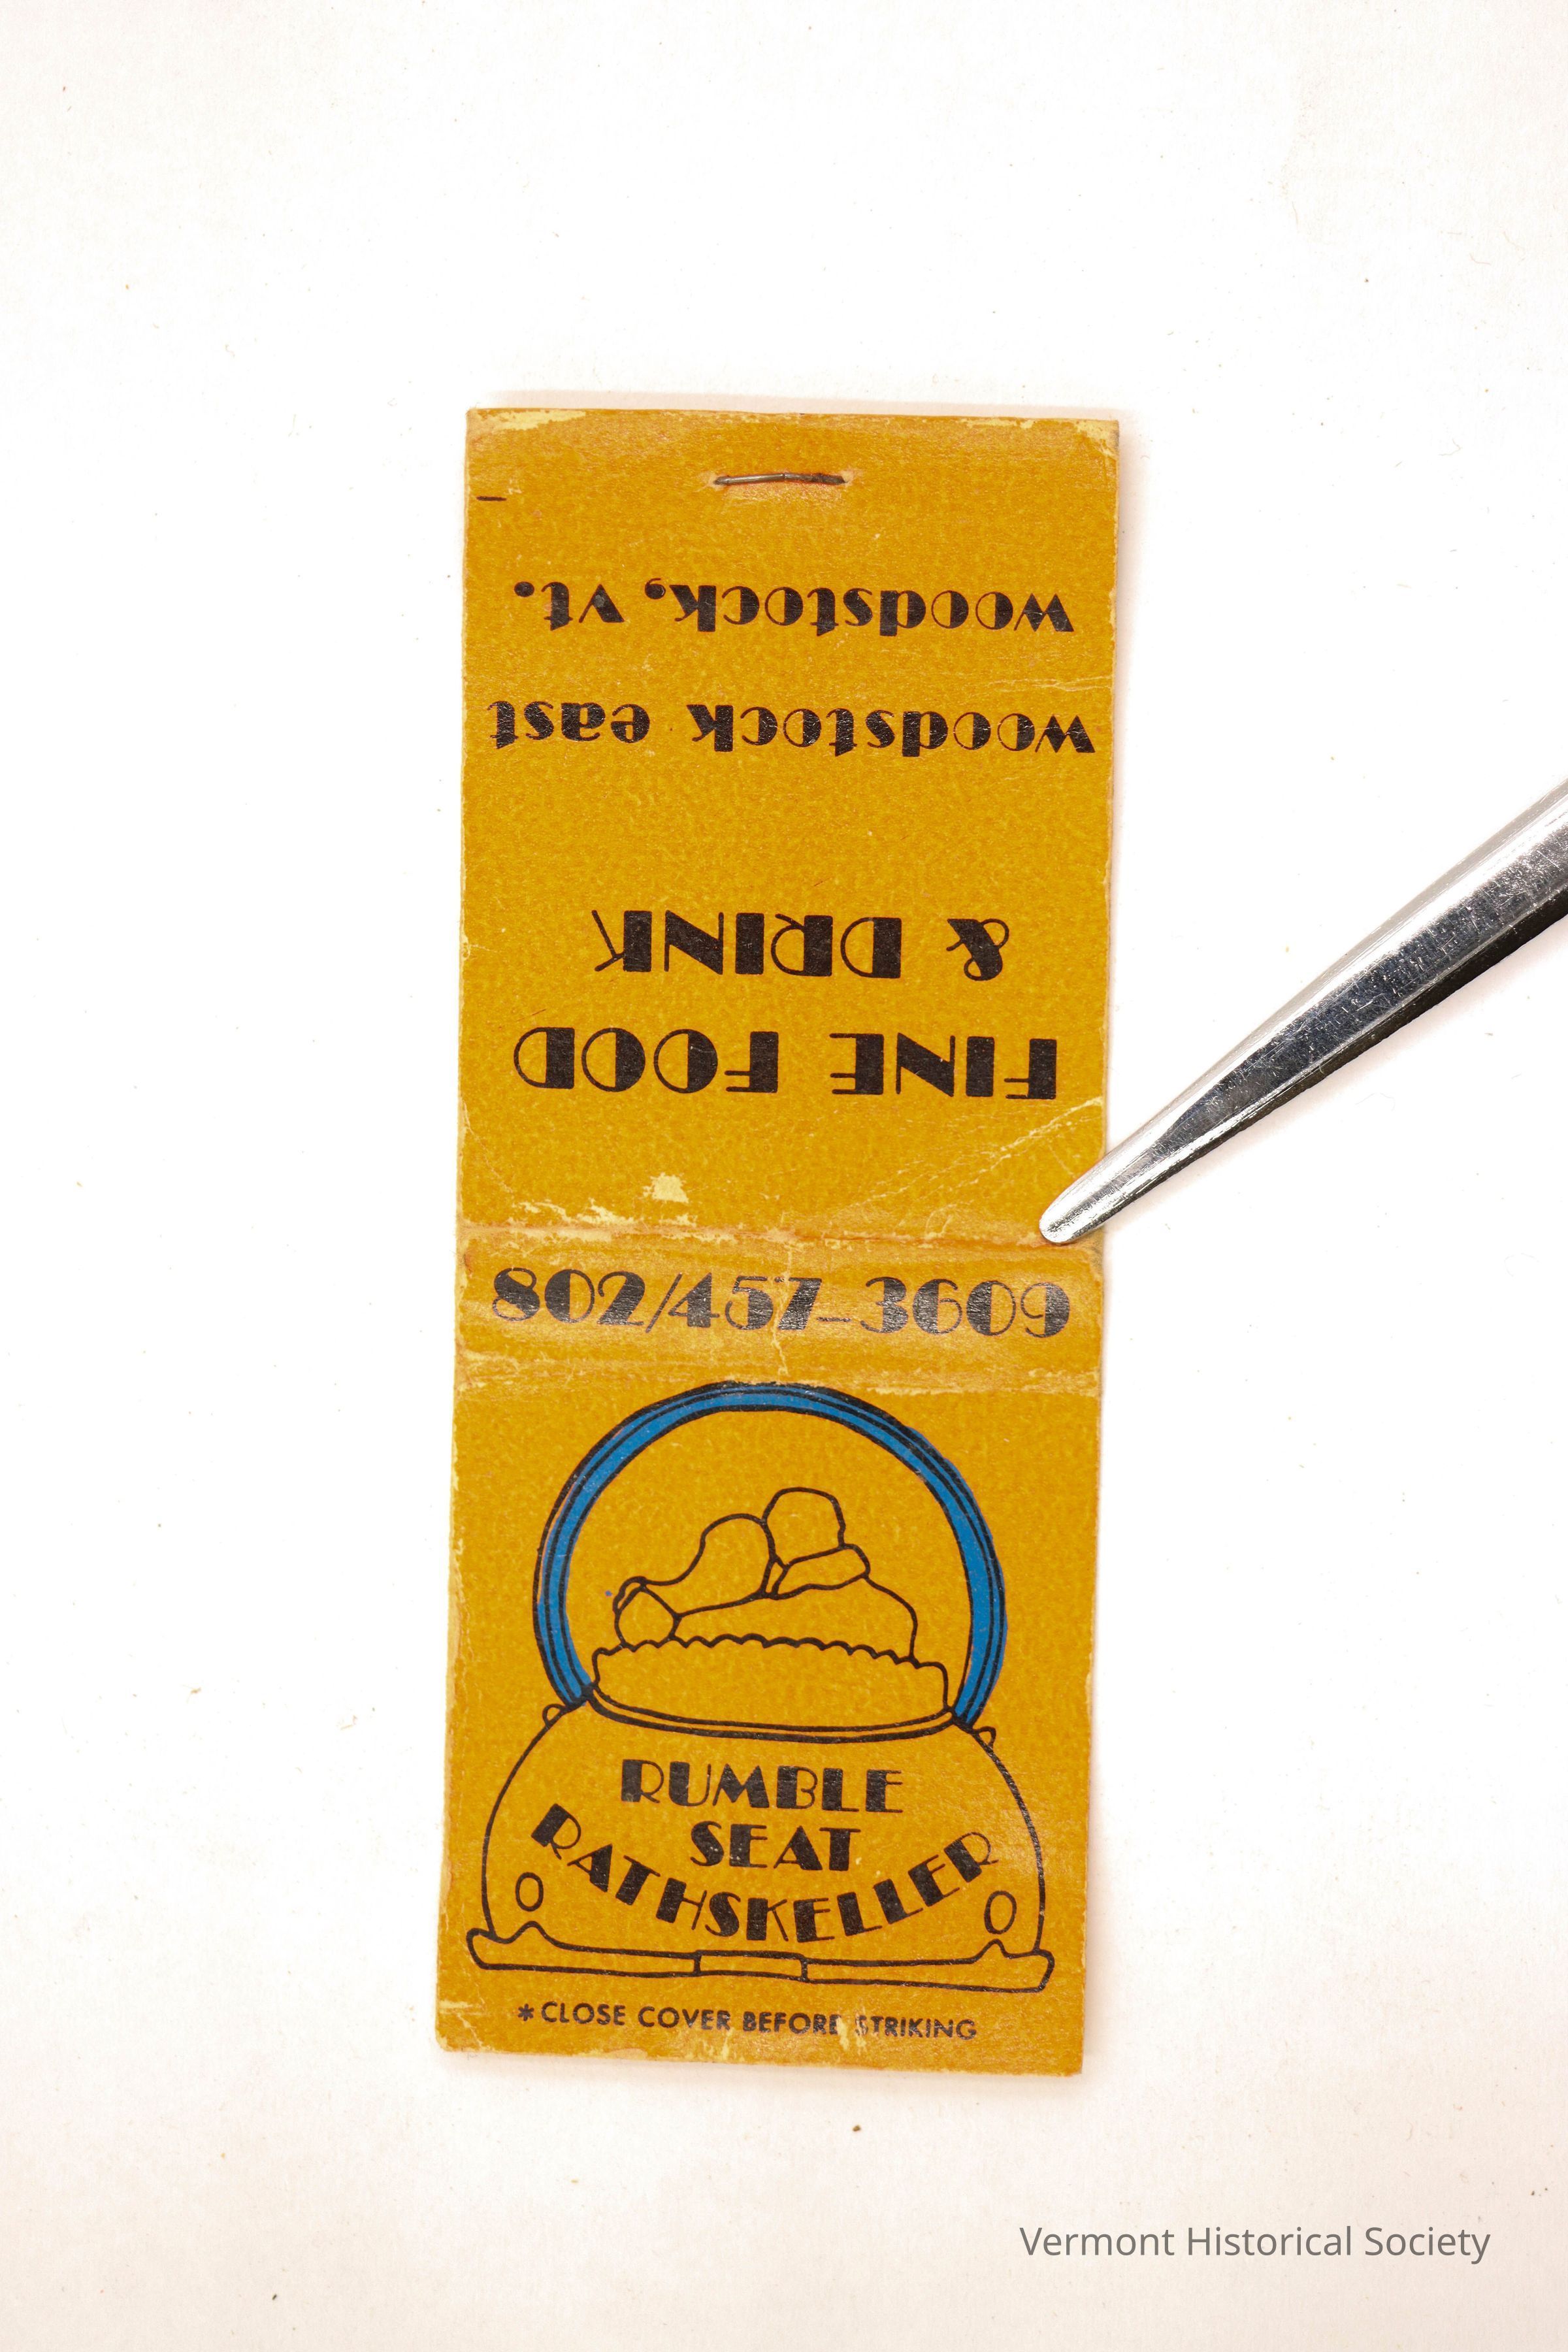 FINE FOOD
& DRINK
woodstock east
woodstock, vt.
802/457-3609
RUMBLE
SEAT
RATHSKELLER
*CLOSE COVER BEFORE STRIKING
Vermont Historical Society